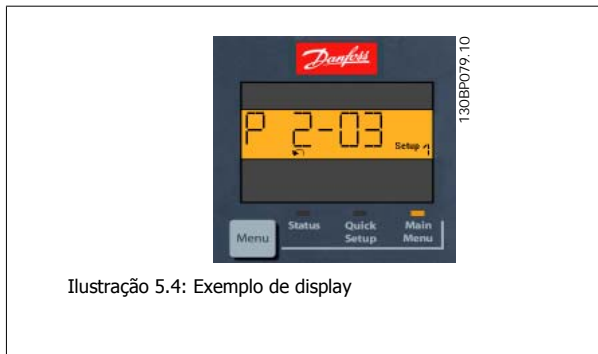 Danfoss
130BP079.10
P 2-03
Setup 1
Menu
Status
Quick Setup
Main Menu
Ilustração 5.4: Exemplo de display